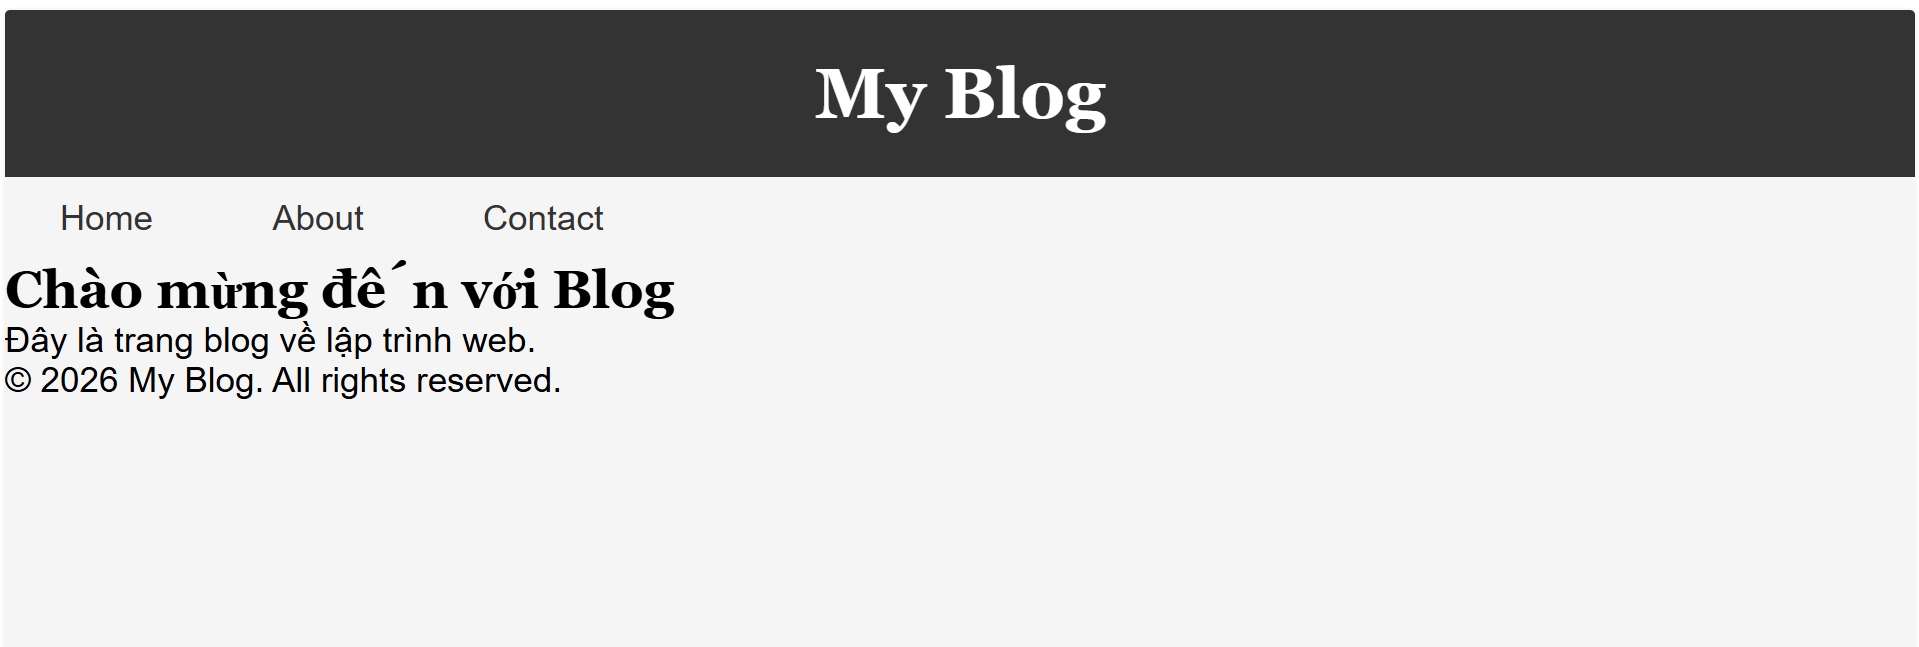 My Blog
Home About Contact
Chào mừng đến với Blog
Đây là trang blog về lập trình web.
© 2026 My Blog. All rights reserved.